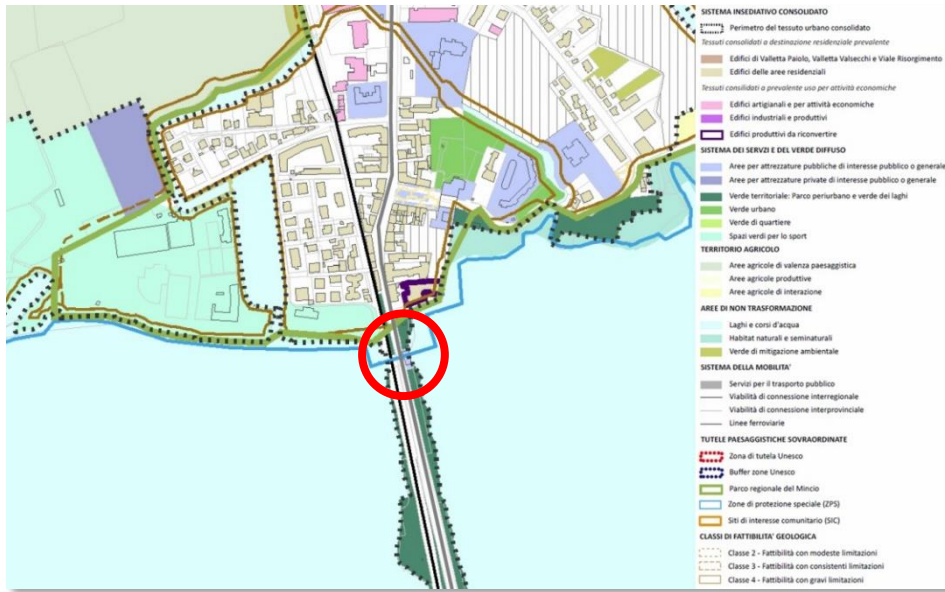 SISTEMA INSEDIATIVO CONSOLIDATO
Perimetro del tessuto urbano consolidato
Tessuti consolidati a destinazione residenziale prevalente
Edifici di Valletta Paiolo, Valletta Valsecchi e Viale Risorgimento
Edifici delle aree residenziali
Tessuti consolidati a prevalente uso per attività economiche
Edifici artigianali e per attività economiche
Edifici industriali e produttivi
Edifici produttivi da riconvertire
SISTEMA DEI SERVZI E DEL VERDE DIFFUSO
Aree per attrezzature pubbliche di interesse pubblico o generale
Aree per attrezzature private di interesse pubblico o generale
Verde territoriale: Parco periurbano e verde dei laghi
Verde urbano
Verde di quartiere
Spazi verdi per lo sport
TERRITORIO AGRICOLO
Aree agricole di valenza paesaggistica
Aree agricole produttive
Aree agricole di interazione
AREE DI NON TRASFORMAZIONE
Laghi e corsi d'acqua
Habitat naturali e seminaturali
Verde di mitigazione ambientale
SISTEMA DELLA MOBILITA'
Servizi per il trasporto pubblico
Viabilità di connessione interregionale
Viabilità di connessione interprovinciale
Linee ferroviarie
TUTELE PAESAGGISTICHE SOVRAORDINATE
Zona di tutela Unesco
Buffer zone Unesco
Parco regionale del Mincio
Zone di protezione speciale (ZPS)
Siti di interesse comunitario (SIC)
CLASSI DI FATTIBILITA' GEOLOGICA
Classe 2 - Fattibilità con modeste limitazioni
Classe 3 - Fattibilità con consistenti limitazioni
Classe 4 - Fattibilità con gravi limitazioni